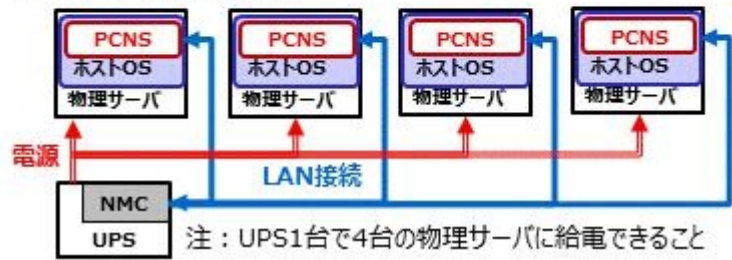 PCNS PCNS PCNS PCNS
ホストOS ホストOS ホストOS ホストOS
物理サーバ 物理サーバ 物理サーバ 物理サーバ
電源
LAN接続
NMC
UPS
注：UPS1台で4台の物理サーバに給電できること